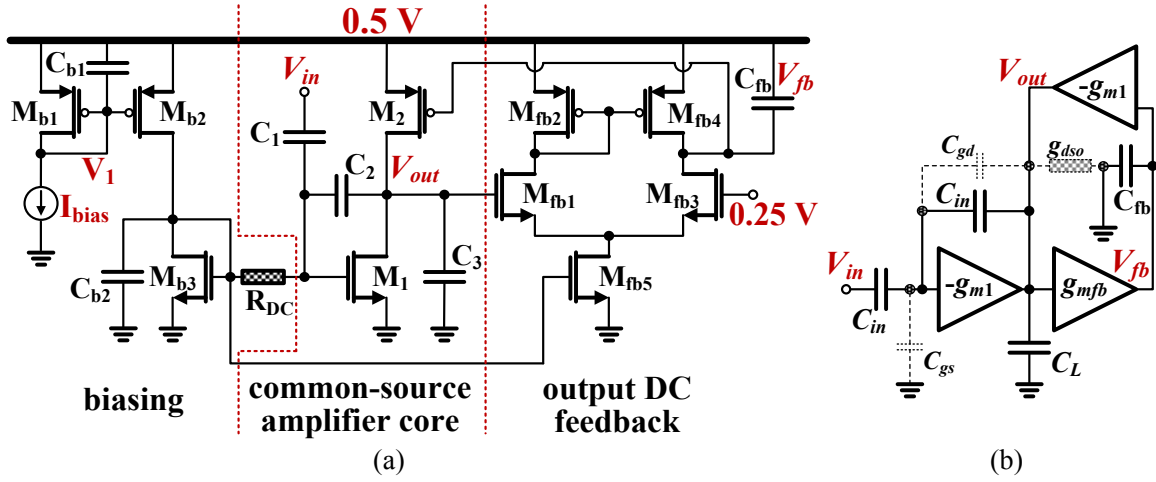 0.5 V
C_b1
V_in
C_fb
V_fb
M_b1
M_b2
M_2
M_fb2
M_fb4
C_1
C_2
V_1
V_out
I_bias
M_fb1
M_fb3
0.25 V
C_b2
M_b3
R_DC
M_1
C_3
M_fb5
biasing
common-source
amplifier core
output DC
feedback
(a)
V_out
-g_m1
C_gd
g_dso
C_in
C_fb
V_in
V_fb
-g_m1
g_mfb
C_in
C_gs
C_L
(b)